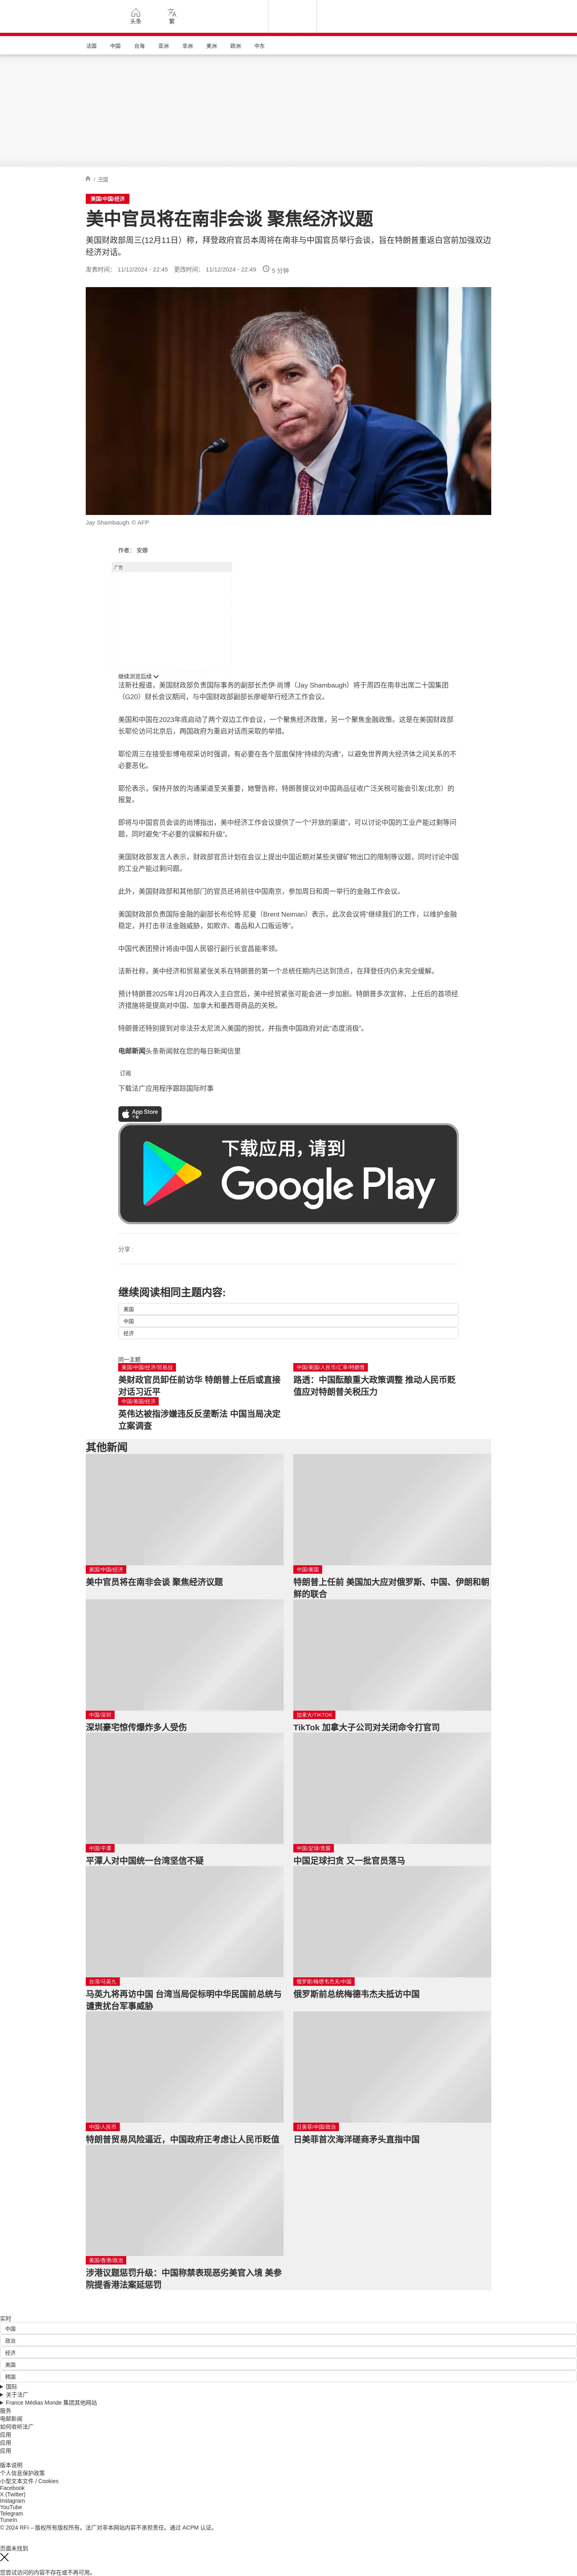 头条
繁
法国
中国
台海
亚洲
非洲
美洲
欧洲
中东
/ 中国
美国/中国/经济
美中官员将在南非会谈 聚焦经济议题
美国财政部周三(12月11日）称，拜登政府官员本周将在南非与中国官员举行会谈，旨在特朗普重返白宫前加强双边
经济对话。
发表时间： 11/12/2024 - 22:45 更改时间： 11/12/2024 - 22:49 5 分钟
Jay Shambaugh © AFP
作者： 安娜
广告
继续浏览后续
法新社报道，美国财政部负责国际事务的副部长杰伊·尚博（Jay Shambaugh）将于周四在南非出席二十国集团
（G20）财长会议期间，与中国财政部副部长廖岷举行经济工作会议。
美国和中国在2023年底启动了两个双边工作会议，一个聚焦经济政策，另一个聚焦金融政策。这是在美国财政部
长耶伦访问北京后，两国政府为重启对话而采取的举措。
耶伦周三在接受彭博电视采访时强调，有必要在各个层面保持“持续的沟通”，以避免世界两大经济体之间关系的不
必要恶化。
耶伦表示，保持开放的沟通渠道至关重要，她警告称，特朗普提议对中国商品征收广泛关税可能会引发(北京）的
报复。
即将与中国官员会谈的尚博指出，美中经济工作会议提供了一个“开放的渠道”，可以讨论中国的工业产能过剩等问
题，同时避免“不必要的误解和升级”。
美国财政部发言人表示，财政部官员计划在会议上提出中国近期对某些关键矿物出口的限制等议题，同时讨论中国
的工业产能过剩问题。
此外，美国财政部和其他部门的官员还将前往中国南京，参加周日和周一举行的金融工作会议。
美国财政部负责国际金融的副部长布伦特·尼曼（Brent Neiman）表示，此次会议将“继续我们的工作，以维护金融
稳定，并打击非法金融威胁，如欺诈、毒品和人口贩运等”。
中国代表团预计将由中国人民银行副行长宣昌能率领。
法新社称，美中经济和贸易紧张关系在特朗普的第一个总统任期内已达到顶点，在拜登任内仍未完全缓解。
预计特朗普2025年1月20日再次入主白宫后，美中经贸紧张可能会进一步加剧。特朗普多次宣称，上任后的首项经
济措施将是提高对中国、加拿大和墨西哥商品的关税。
特朗普还特别提到对非法芬太尼流入美国的担忧，并指责中国政府对此“态度消极”。
电邮新闻头条新闻就在您的每日新闻信里
订阅
下载法广应用程序跟踪国际时事
App Store
下载
下载应用，请到
Google Play
分享 :
继续阅读相同主题内容:
美国
中国
经济
同一主题
美国/中国/经济/贸易战
美财政官员卸任前访华 特朗普上任后或直接
对话习近平
中国/美国/人民币/汇率/特朗普
路透：中国酝酿重大政策调整 推动人民币贬
值应对特朗普关税压力
中国/美国/经济
英伟达被指涉嫌违反反垄断法 中国当局决定
立案调查
其他新闻
美国/中国/经济
美中官员将在南非会谈 聚焦经济议题
中国/美国
特朗普上任前 美国加大应对俄罗斯、中国、伊朗和朝
鲜的联合
中国/深圳
深圳豪宅惊传爆炸多人受伤
加拿大/TIKTOK
TikTok 加拿大子公司对关闭命令打官司
中国/平潭
平潭人对中国统一台湾坚信不疑
中国/足球/贪腐
中国足球扫贪 又一批官员落马
台湾/马英九
马英九将再访中国 台湾当局促标明中华民国前总统与
谴责扰台军事威胁
俄罗斯/梅德韦杰夫/中国
俄罗斯前总统梅德韦杰夫抵访中国
中国/人民币
特朗普贸易风险逼近，中国政府正考虑让人民币贬值
日美菲/中国/政治
日美菲首次海洋磋商矛头直指中国
美国/香港/政治
涉港议题惩罚升级：中国称禁表现恶劣美官入境 美参
院提香港法案延惩罚
实时
中国
政治
经济
美国
韩国
国际
关于法广
France Médias Monde 集团其他网站
服务
电邮新闻
如何收听法广
应用
应用
应用
版本说明
个人信息保护政策
小型文本文件 / Cookies
Facebook
X (Twitter)
Instagram
YouTube
Telegram
TuneIn
© 2024 RFI – 版权所有版权所有。法广对非本网站内容不承担责任。通过 ACPM 认证。
页面未找到
您尝试访问的内容不存在或不再可用。